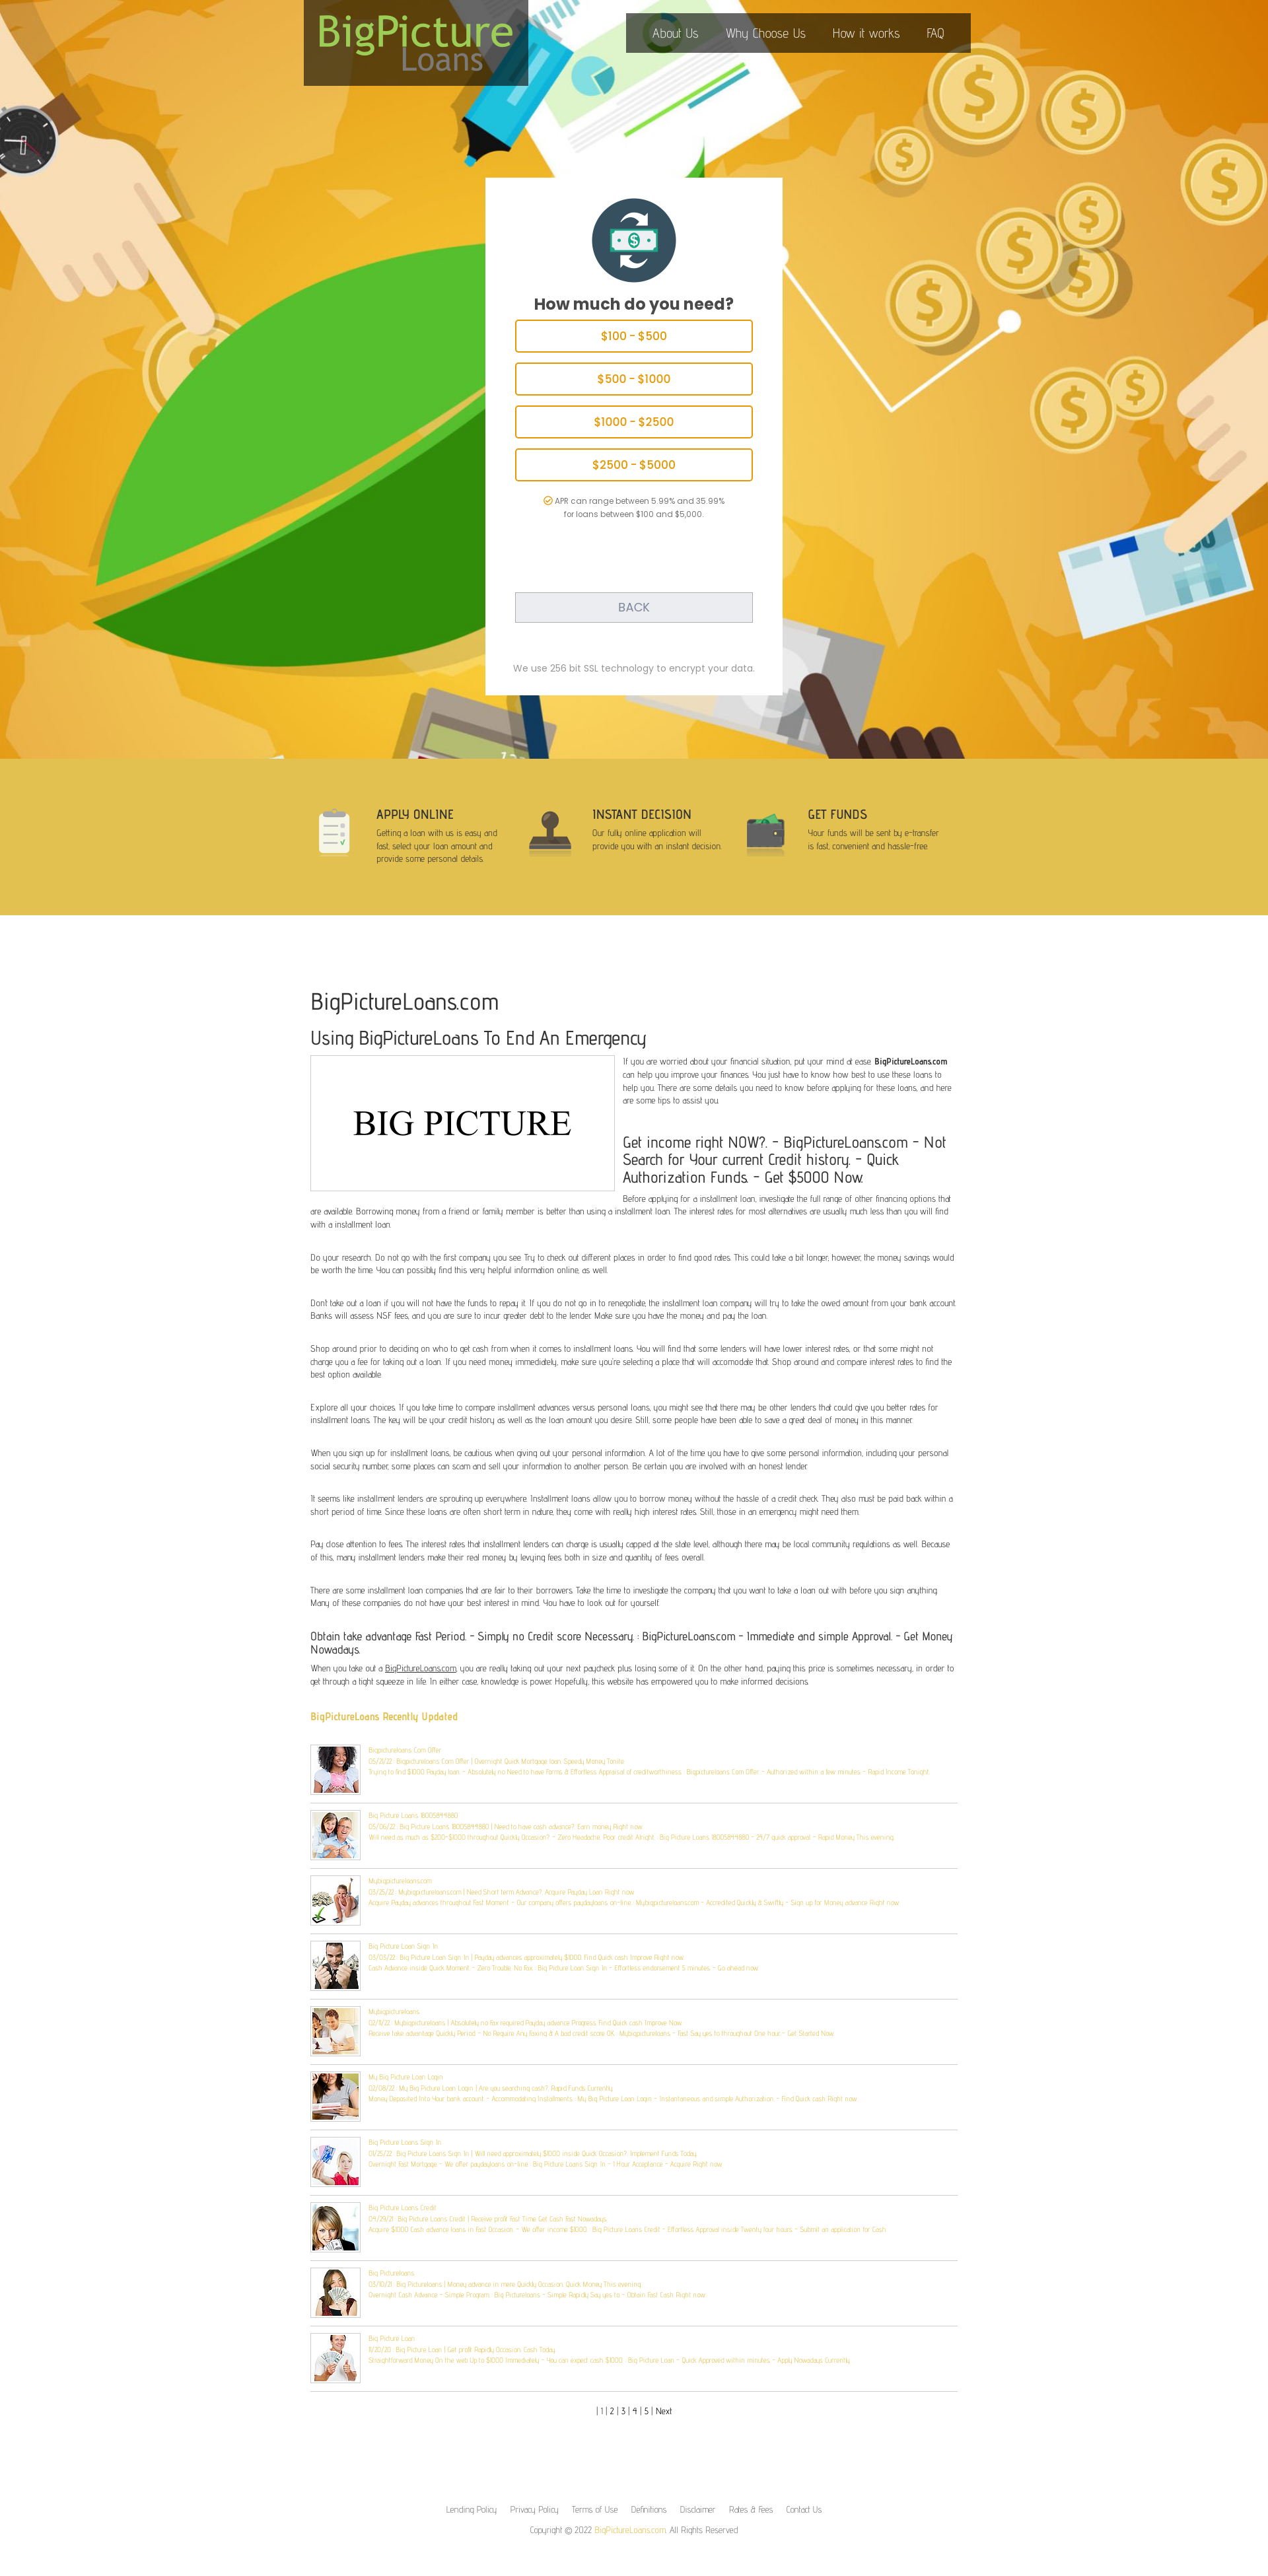 BigPicture
Loans
About Us
Why Choose Us
How it works
FAQ
How much do you need?
$100 - $500
$500 - $1000
$1000 - $2500
$2500 - $5000
APR can range between 5.99% and 35.99%
for loans between $100 and $5,000.
BACK
We use 256 bit SSL technology to encrypt your data.
APPLY ONLINE
Getting a loan with us is easy and
fast, select your loan amount and
provide some personal details.
INSTANT DECISION
Our fully online application will
provide you with an instant decision.
GET FUNDS
Your funds will be sent by e-transfer
is fast, convenient and hassle-free.
BigPictureLoans.com
Using BigPictureLoans To End An Emergency
BIG PICTURE
If you are worried about your financial situation, put your mind at ease. BigPictureLoans.com
can help you improve your finances. You just have to know how best to use these loans to
help you. There are some details you need to know before applying for these loans, and here
are some tips to assist you.
Get income right NOW?. - BigPictureLoans.com - Not
Search for Your current Credit history. - Quick
Authorization Funds. - Get $5000 Now.
Before applying for a installment loan, investigate the full range of other financing options that
are available. Borrowing money from a friend or family member is better than using a installment loan. The interest rates for most alternatives are usually much less than you will find
with a installment loan.
Do your research. Do not go with the first company you see. Try to check out different places in order to find good rates. This could take a bit longer, however, the money savings would
be worth the time. You can possibly find this very helpful information online, as well.
Don't take out a loan if you will not have the funds to repay it. If you do not go in to renegotiate, the installment loan company will try to take the owed amount from your bank account.
Banks will assess NSF fees, and you are sure to incur greater debt to the lender. Make sure you have the money and pay the loan.
Shop around prior to deciding on who to get cash from when it comes to installment loans. You will find that some lenders will have lower interest rates, or that some might not
charge you a fee for taking out a loan. If you need money immediately, make sure you're selecting a place that will accomodate that. Shop around and compare interest rates to find the
best option available.
Explore all your choices. If you take time to compare installment advances versus personal loans, you might see that there may be other lenders that could give you better rates for
installment loans. The key will be your credit history as well as the loan amount you desire. Still, some people have been able to save a great deal of money in this manner.
When you sign up for installment loans, be cautious when giving out your personal information. A lot of the time you have to give some personal information, including your personal
social security number, some places can scam and sell your information to another person. Be certain you are involved with an honest lender.
It seems like installment lenders are sprouting up everywhere. Installment loans allow you to borrow money without the hassle of a credit check. They also must be paid back within a
short period of time. Since these loans are often short term in nature, they come with really high interest rates. Still, those in an emergency might need them.
Pay close attention to fees. The interest rates that installment lenders can charge is usually capped at the state level, although there may be local community regulations as well. Because
of this, many installment lenders make their real money by levying fees both in size and quantity of fees overall.
There are some installment loan companies that are fair to their borrowers. Take the time to investigate the company that you want to take a loan out with before you sign anything.
Many of these companies do not have your best interest in mind. You have to look out for yourself.
Obtain take advantage Fast Period. - Simply no Credit score Necessary. : BigPictureLoans.com - Immediate and simple Approval. - Get Money
Nowadays.
When you take out a BigPictureLoans.com, you are really taking out your next paycheck plus losing some of it. On the other hand, paying this price is sometimes necessary, in order to
get through a tight squeeze in life. In either case, knowledge is power. Hopefully, this website has empowered you to make informed decisions.
BigPictureLoans Recently Updated
Bigpictureloans Com Offer
Big Picture Loans 18005844880
Mybigpictureloans.com
Big Picture Loan Sign In
Mybigpictureloans
My Big Picture Loan Login
Big Picture Loans Sign In
Big Picture Loans Credit
Big Pictureloans
Big Picture Loan
| 1 | 2 | 3 | 4 | 5 | Next
Lending Policy
Privacy Policy
Terms of Use
Definitions
Disclaimer
Rates & Fees
Contact Us
Copyright © 2022 BigPictureLoans.com. All Rights Reserved